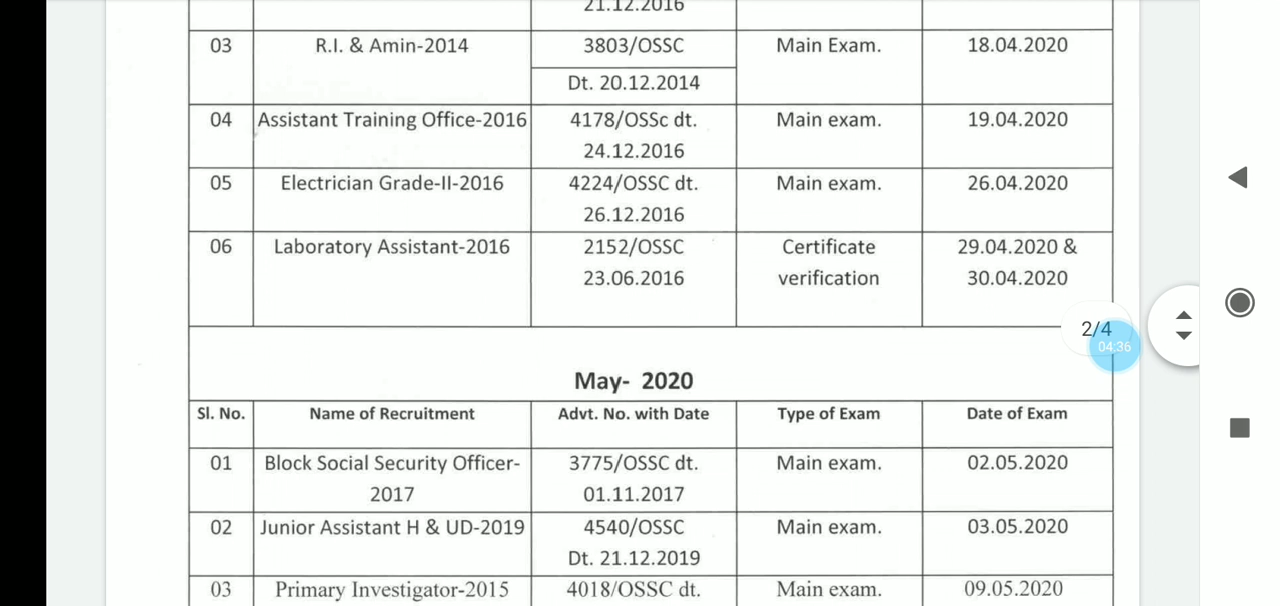 21.12.2016
03 R.I. & Amin-2014 3803/OSSC Main Exam. 18.04.2020
Dt. 20.12.2014
04 Assistant Training Office-2016 4178/OSSc dt. Main exam. 19.04.2020
24.12.2016
05 Electrician Grade-II-2016 4224/OSSC dt. Main exam. 26.04.2020
26.12.2016
06 Laboratory Assistant-2016 2152/OSSC Certificate 29.04.2020 &
23.06.2016 verification 30.04.2020
2/4
04:36
May- 2020
Sl. No. Name of Recruitment Advt. No. with Date Type of Exam Date of Exam
01 Block Social Security Officer- 3775/OSSC dt. Main exam. 02.05.2020
2017 01.11.2017
02 Junior Assistant H & UD-2019 4540/OSSC Main exam. 03.05.2020
Dt. 21.12.2019
03 Primary Investigator-2015 4018/OSSC dt. Main exam. 09.05.2020